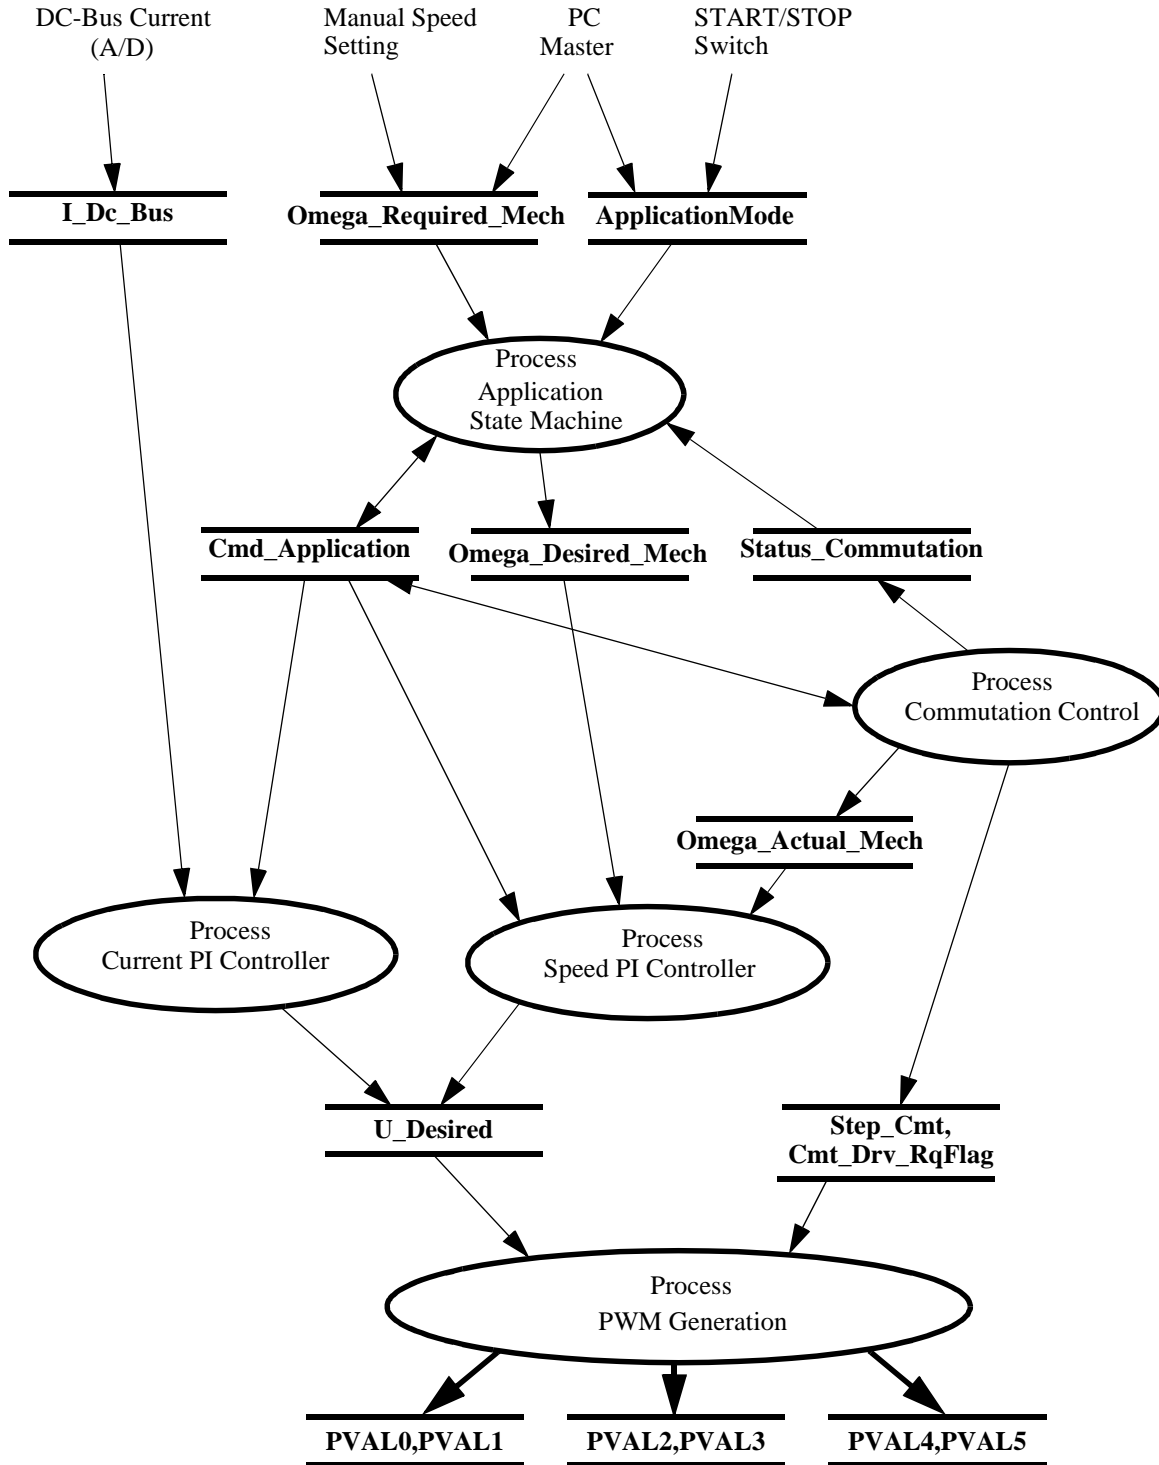 DC-Bus Current
(A/D)
Manual Speed
Setting
PC
Master
START/STOP
Switch
I_Dc_Bus
Omega_Required_Mech
ApplicationMode
Process
Application
State Machine
Cmd_Application
Omega_Desired_Mech
Status_Commutation
Process
Commutation Control
Omega_Actual_Mech
Process
Current PI Controller
Process
Speed PI Controller
U_Desired
Step_Cmt,
Cmt_Drv_RqFlag
Process
PWM Generation
PVAL0,PVAL1
PVAL2,PVAL3
PVAL4,PVAL5